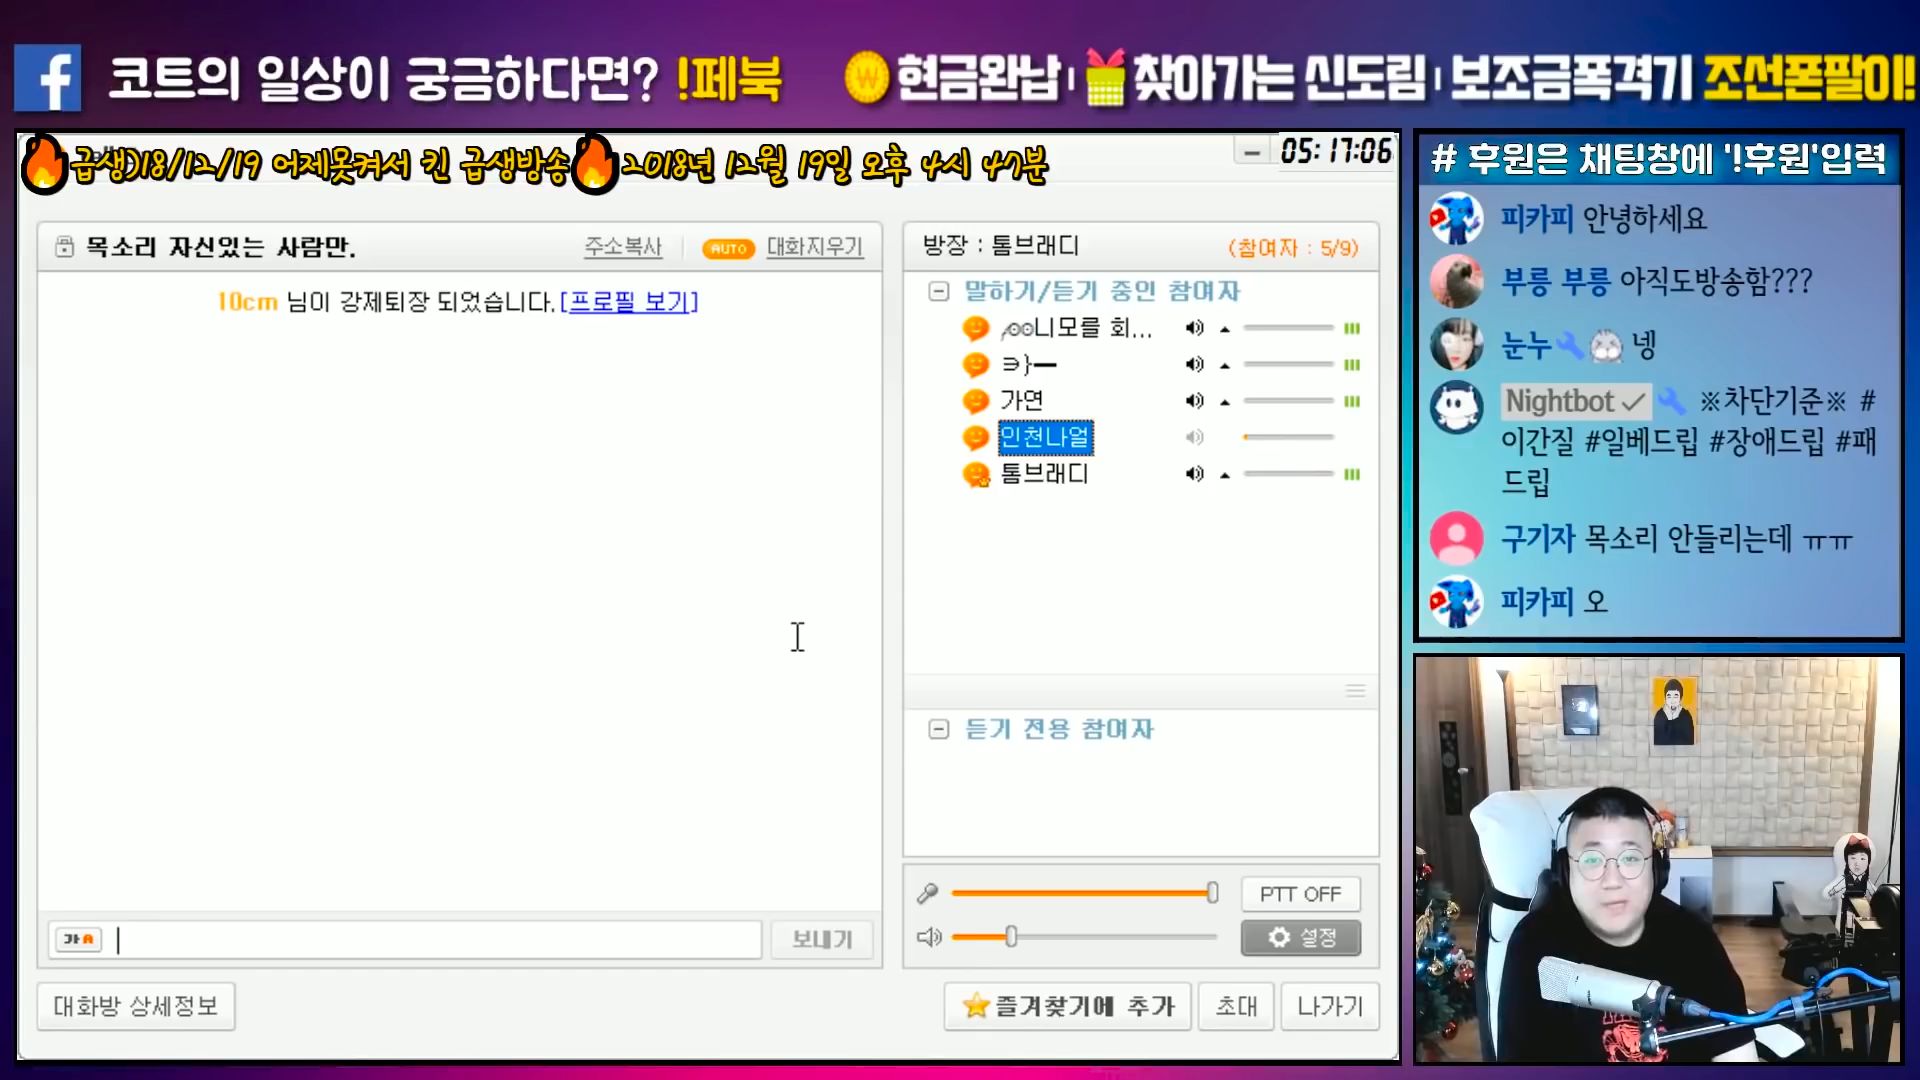 코트의 일상이 궁금하다면? !페북
현금완납 | 찾아가는 신도림 | 보조금폭격기 조선폰팔이!
급생)18/12/19 어제못켜서 킨 급생방송 2018년 12월 19일 오후 4시 47분
05:17:06
목소리 자신있는 사람만.
주소복사
AUTO 대화지우기
10cm 님이 강제퇴장 되었습니다.[프로필 보기]
가A
보내기
대화방 상세정보
방장 : 톰브래디
(참여자 : 5/9)
말하기/듣기 중인 참여자
니모를 회...
∋}ー
가연
인천나얼
톰브래디
듣기 전용 참여자
PTT OFF
설정
즐겨찾기에 추가
초대
나가기
# 후원은 채팅창에 '!후원'입력
피카피 안녕하세요
부릉 부릉 아직도방송함???
눈누 넹
Nightbot ※차단기준※ #
이간질 #일베드립 #장애드립 #패
드립
구기자 목소리 안들리는데 ㅠㅠ
피카피 오